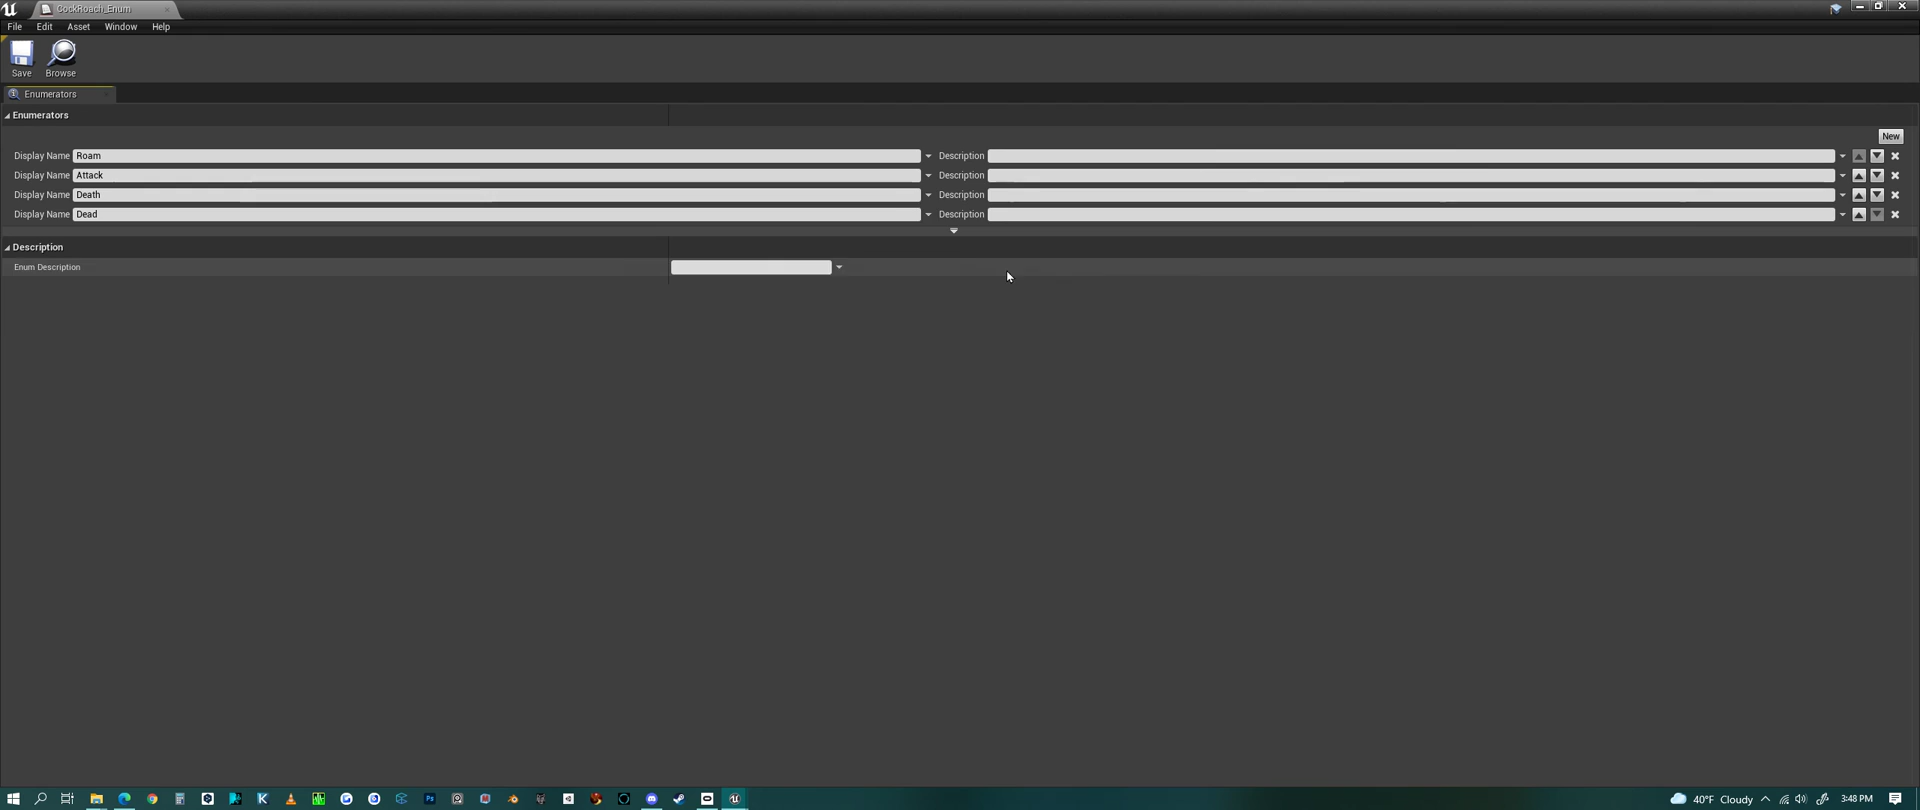 CockRoach_Enum
File Edit Asset Window Help
Save Browse
Enumerators
Enumerators
New
Display Name Roam Description
Display Name Attack Description
Display Name Death Description
Display Name Dead Description
Description
Enum Description
40°F Cloudy 3:48 PM